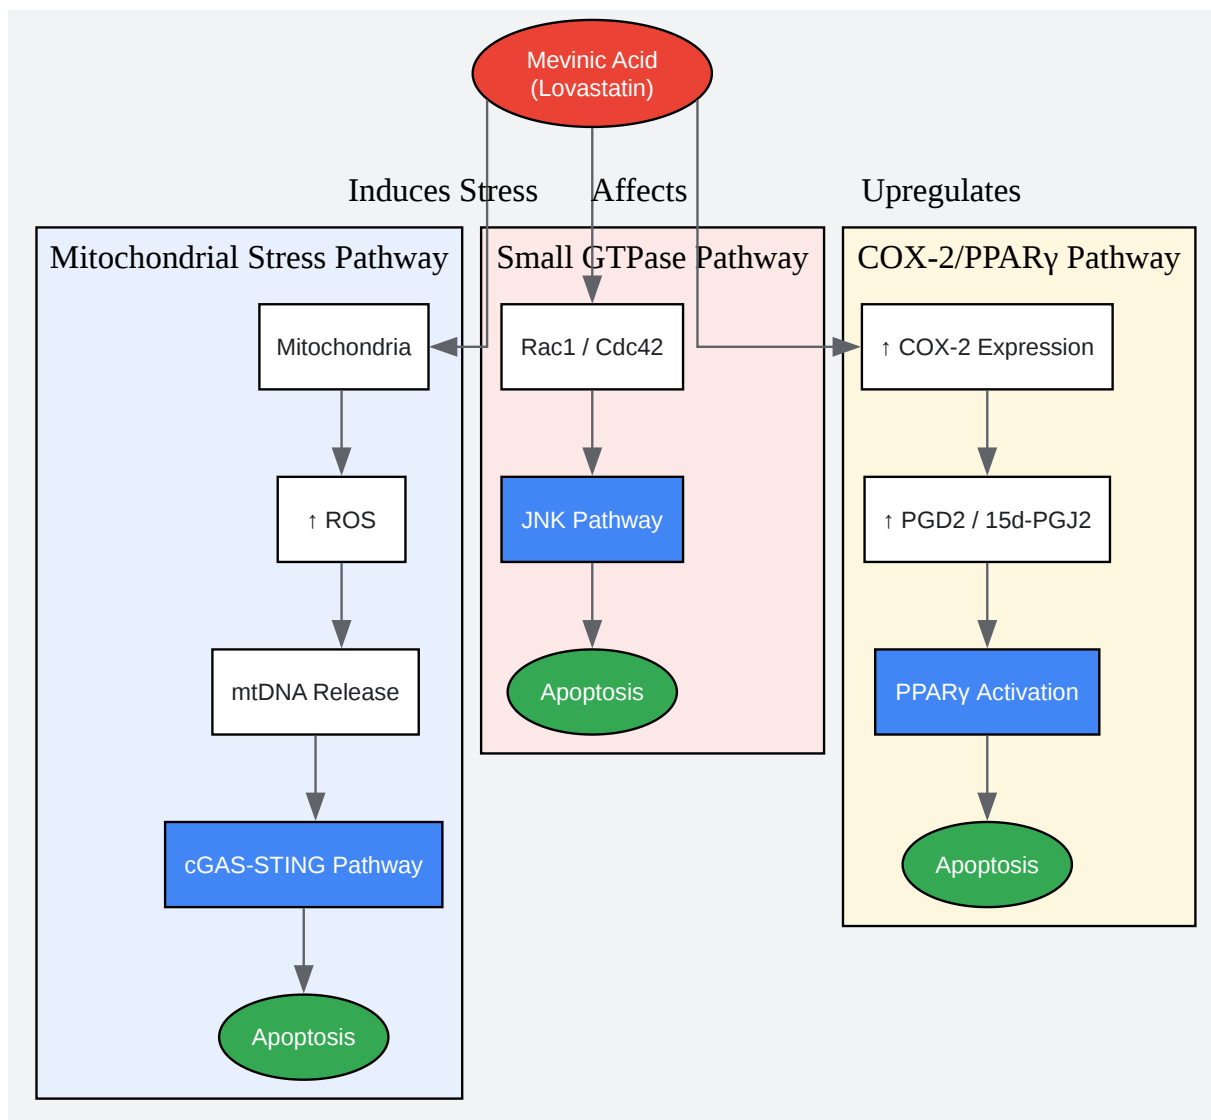 Mevinic Acid
(Lovastatin)
Induces Stress
Affects
Upregulates
Mitochondrial Stress Pathway
Mitochondria
↑ ROS
mtDNA Release
cGAS-STING Pathway
Apoptosis
Small GTPase Pathway
Rac1 / Cdc42
JNK Pathway
Apoptosis
COX-2/PPARγ Pathway
↑ COX-2 Expression
↑ PGD2 / 15d-PGJ2
PPARγ Activation
Apoptosis